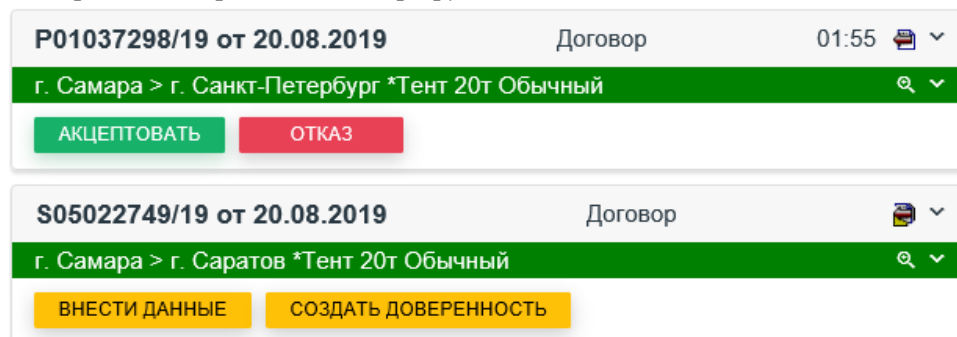 P01037298/19 от 20.08.2019 Договор 01:55
г. Самара > г. Санкт-Петербург *Тент 20т Обычный
АКЦЕПТОВАТЬ ОТКАЗ
S05022749/19 от 20.08.2019 Договор
г. Самара > г. Саратов *Тент 20т Обычный
ВНЕСТИ ДАННЫЕ СОЗДАТЬ ДОВЕРЕННОСТЬ